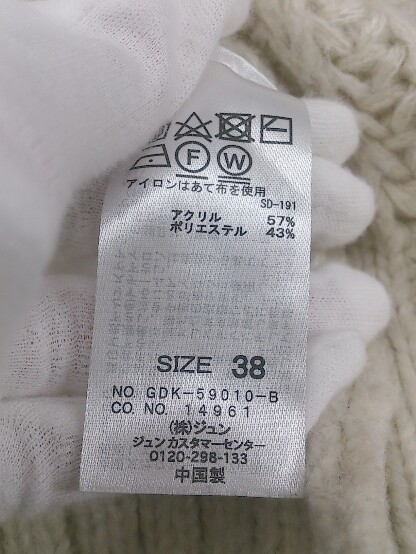 F W
アイロンはあて布を使用
SD-191
アクリル 57%
ポリエステル 43%
SIZE 38
NO GDK-59010-B
CO. NO. 14961
(株)ジュン
ジュン カスタマーセンター
0120-298-133
中国製